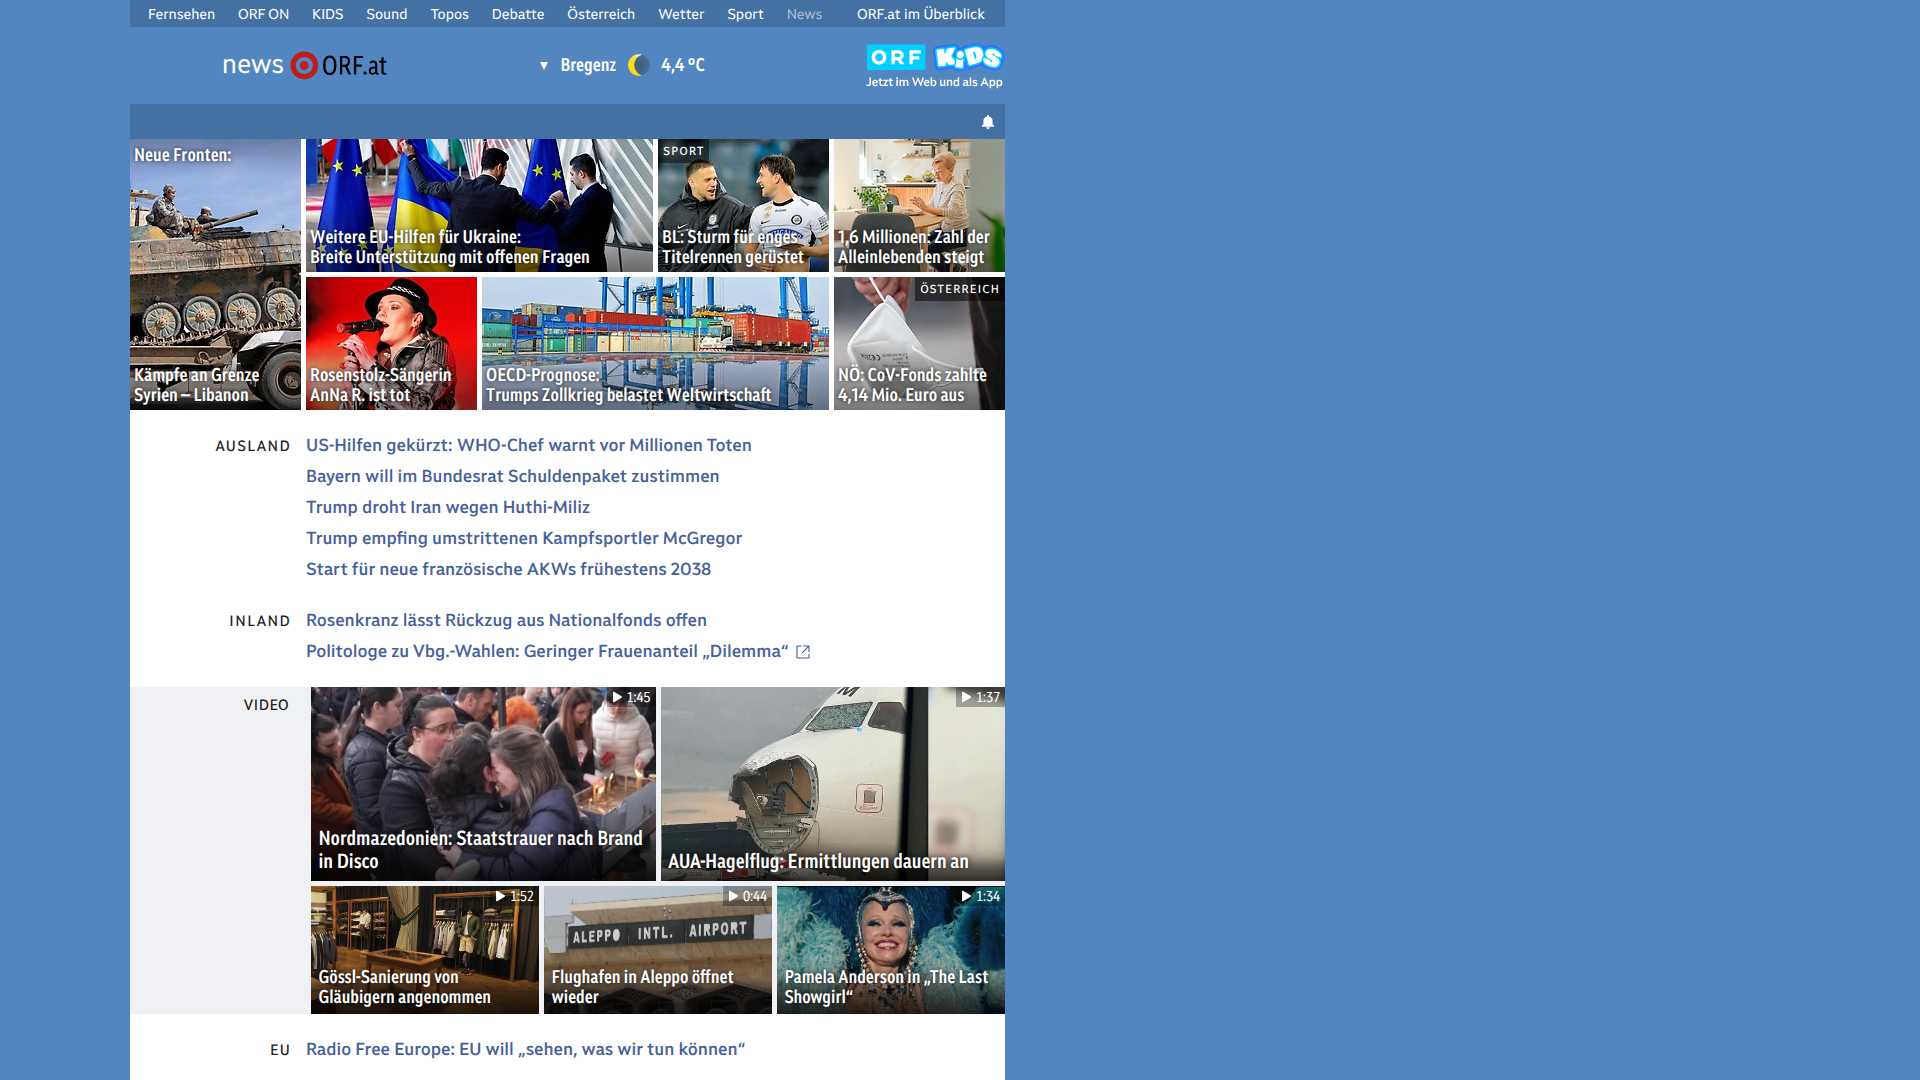 Fernsehen ORF ON KIDS Sound Topos Debatte Österreich Wetter Sport News ORF.at im Überblick
news ORF.at
▼ Bregenz 4,4 °C
ORF KiDS
Jetzt im Web und als App
Neue Fronten:
Kämpfe an Grenze
Syrien – Libanon
Weitere EU-Hilfen für Ukraine:
Breite Unterstützung mit offenen Fragen
SPORT
BL: Sturm für enges
Titelrennen gerüstet
1,6 Millionen: Zahl der
Alleinlebenden steigt
Rosenstolz-Sängerin
AnNa R. ist tot
OECD-Prognose:
Trumps Zollkrieg belastet Weltwirtschaft
ÖSTERREICH
NÖ: CoV-Fonds zahlte
4,14 Mio. Euro aus
AUSLAND
US-Hilfen gekürzt: WHO-Chef warnt vor Millionen Toten
Bayern will im Bundesrat Schuldenpaket zustimmen
Trump droht Iran wegen Huthi-Miliz
Trump empfing umstrittenen Kampfsportler McGregor
Start für neue französische AKWs frühestens 2038
INLAND
Rosenkranz lässt Rückzug aus Nationalfonds offen
Politologe zu Vbg.-Wahlen: Geringer Frauenanteil „Dilemma“
VIDEO
1:45
Nordmazedonien: Staatstrauer nach Brand
in Disco
1:37
AUA-Hagelflug: Ermittlungen dauern an
1:52
Gössl-Sanierung von
Gläubigern angenommen
0:44
ALEPPO INTL. AIRPORT
Flughafen in Aleppo öffnet
wieder
1:34
Pamela Anderson in „The Last
Showgirl“
EU
Radio Free Europe: EU will „sehen, was wir tun können“